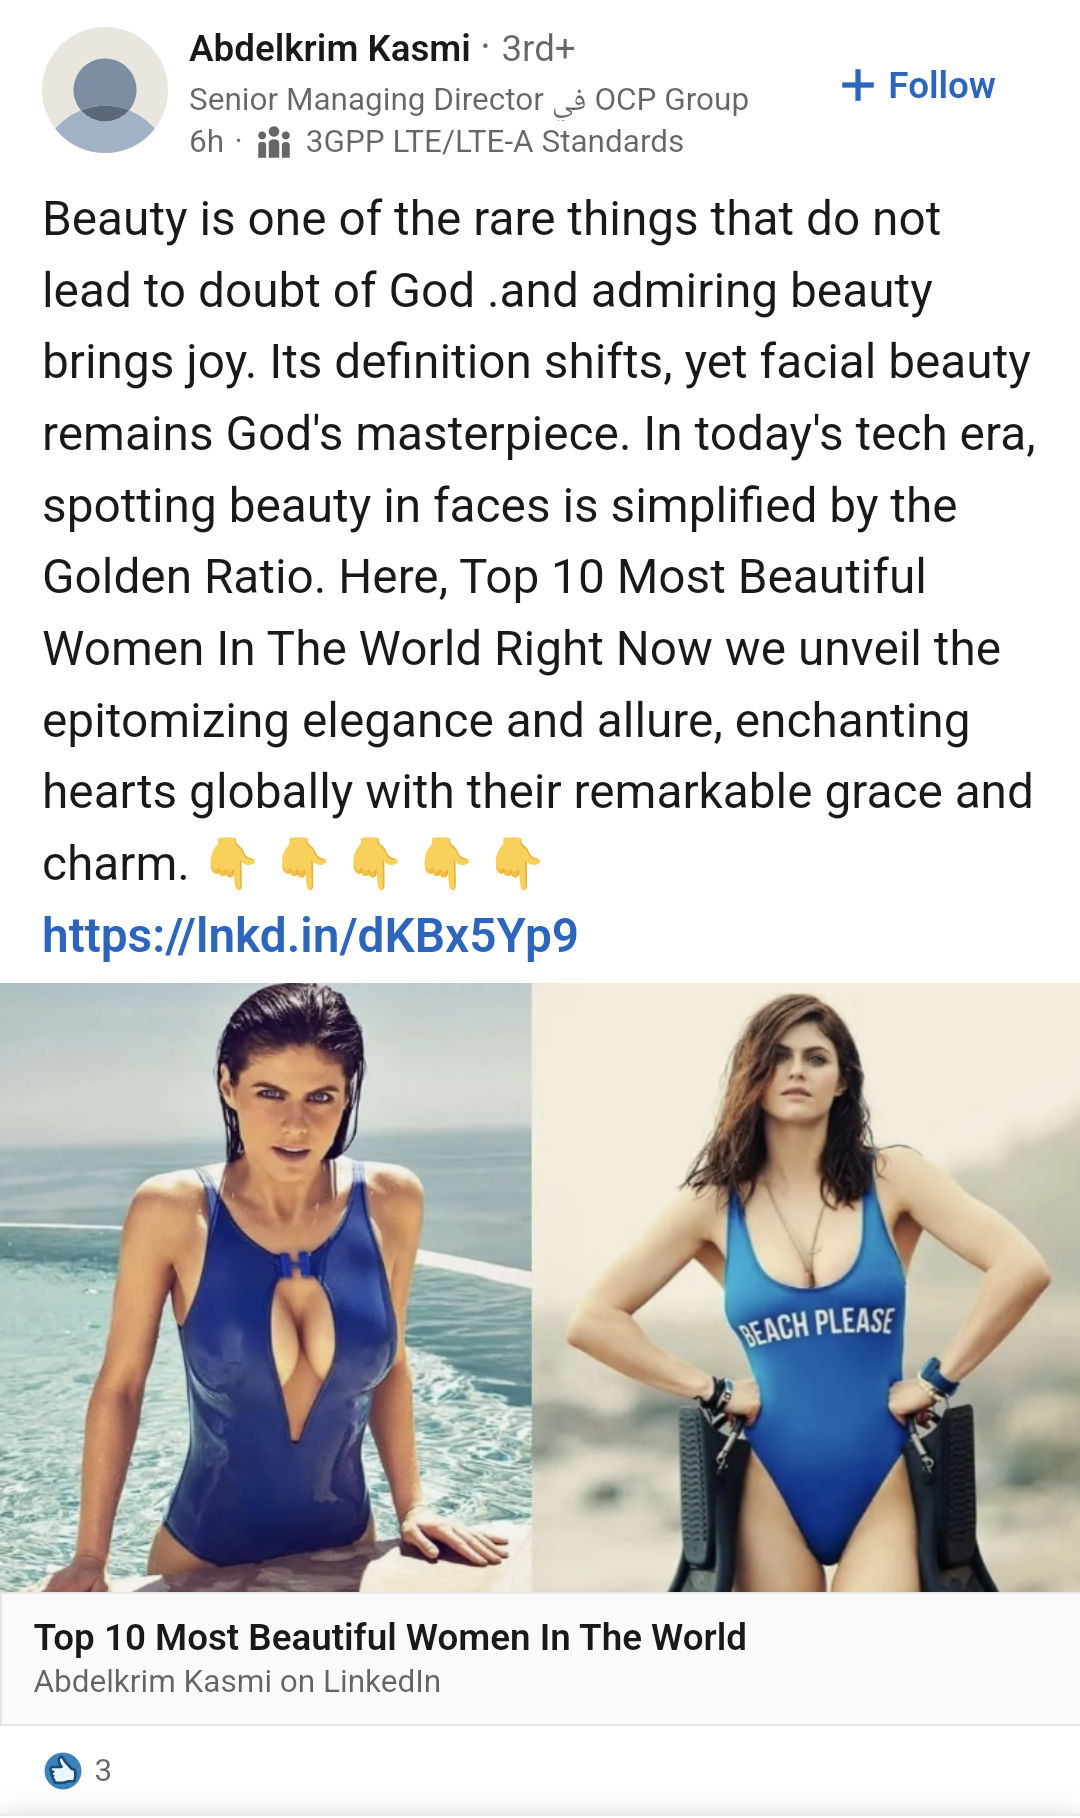 Abdelkrim Kasmi · 3rd+
Senior Managing Director في OCP Group
6h · 3GPP LTE/LTE-A Standards
+ Follow
Beauty is one of the rare things that do not
lead to doubt of God .and admiring beauty
brings joy. Its definition shifts, yet facial beauty
remains God's masterpiece. In today's tech era,
spotting beauty in faces is simplified by the
Golden Ratio. Here, Top 10 Most Beautiful
Women In The World Right Now we unveil the
epitomizing elegance and allure, enchanting
hearts globally with their remarkable grace and
charm. 👇 👇 👇 👇 👇
https://lnkd.in/dKBx5Yp9
BEACH PLEASE
Top 10 Most Beautiful Women In The World
Abdelkrim Kasmi on LinkedIn
3